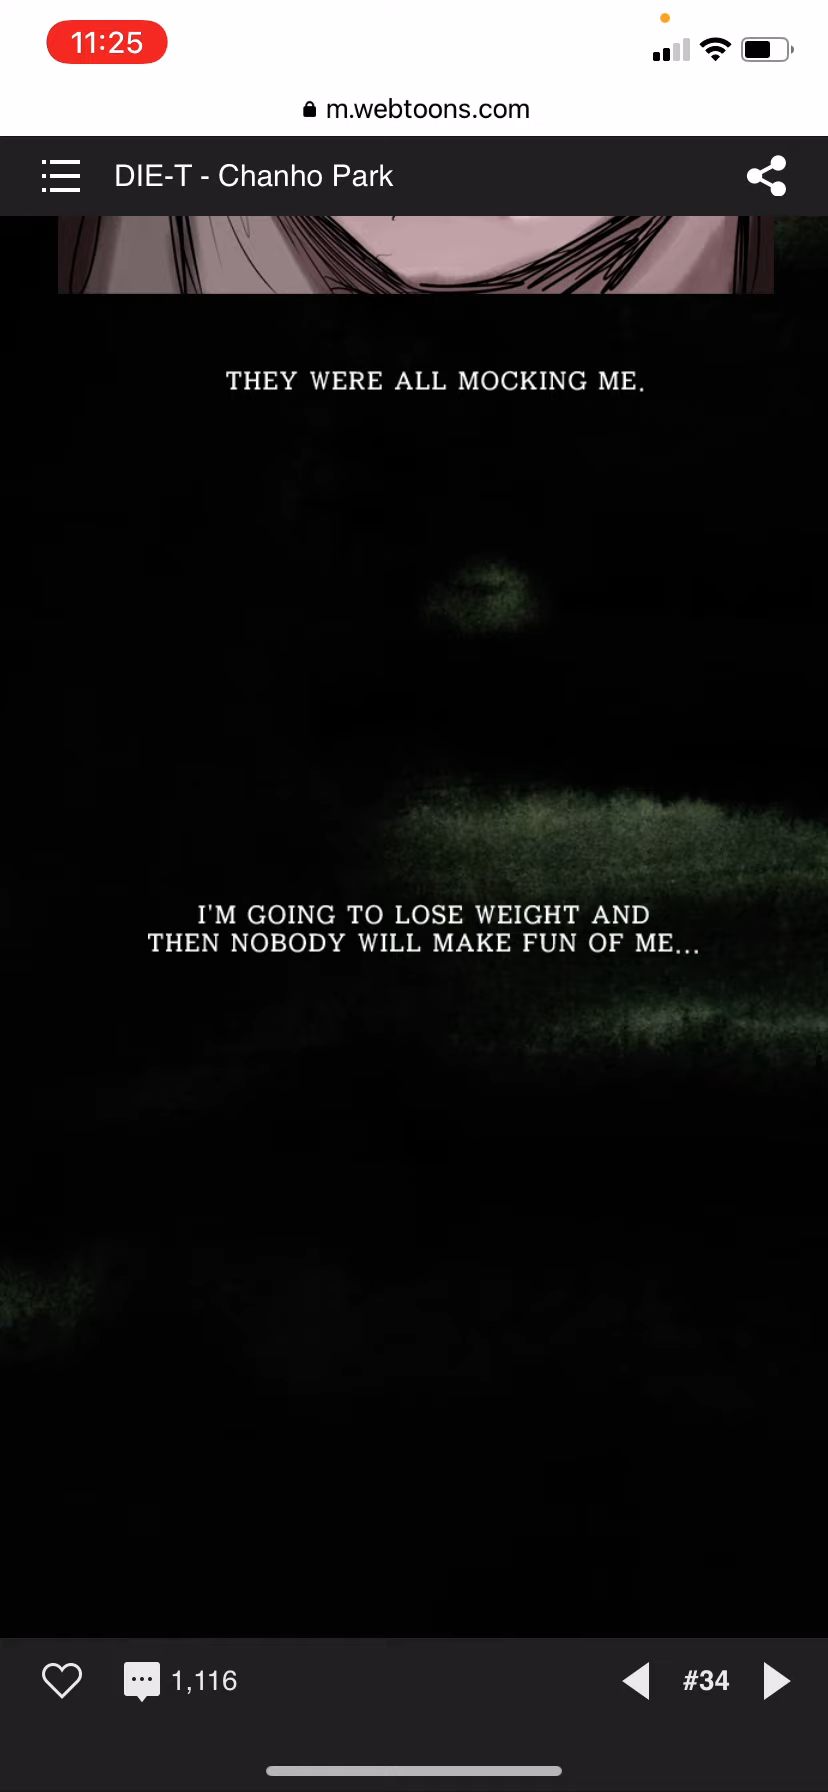 11:25
m.webtoons.com
DIE-T - Chanho Park
THEY WERE ALL MOCKING ME.
I'M GOING TO LOSE WEIGHT AND
THEN NOBODY WILL MAKE FUN OF ME...
1,116
#34